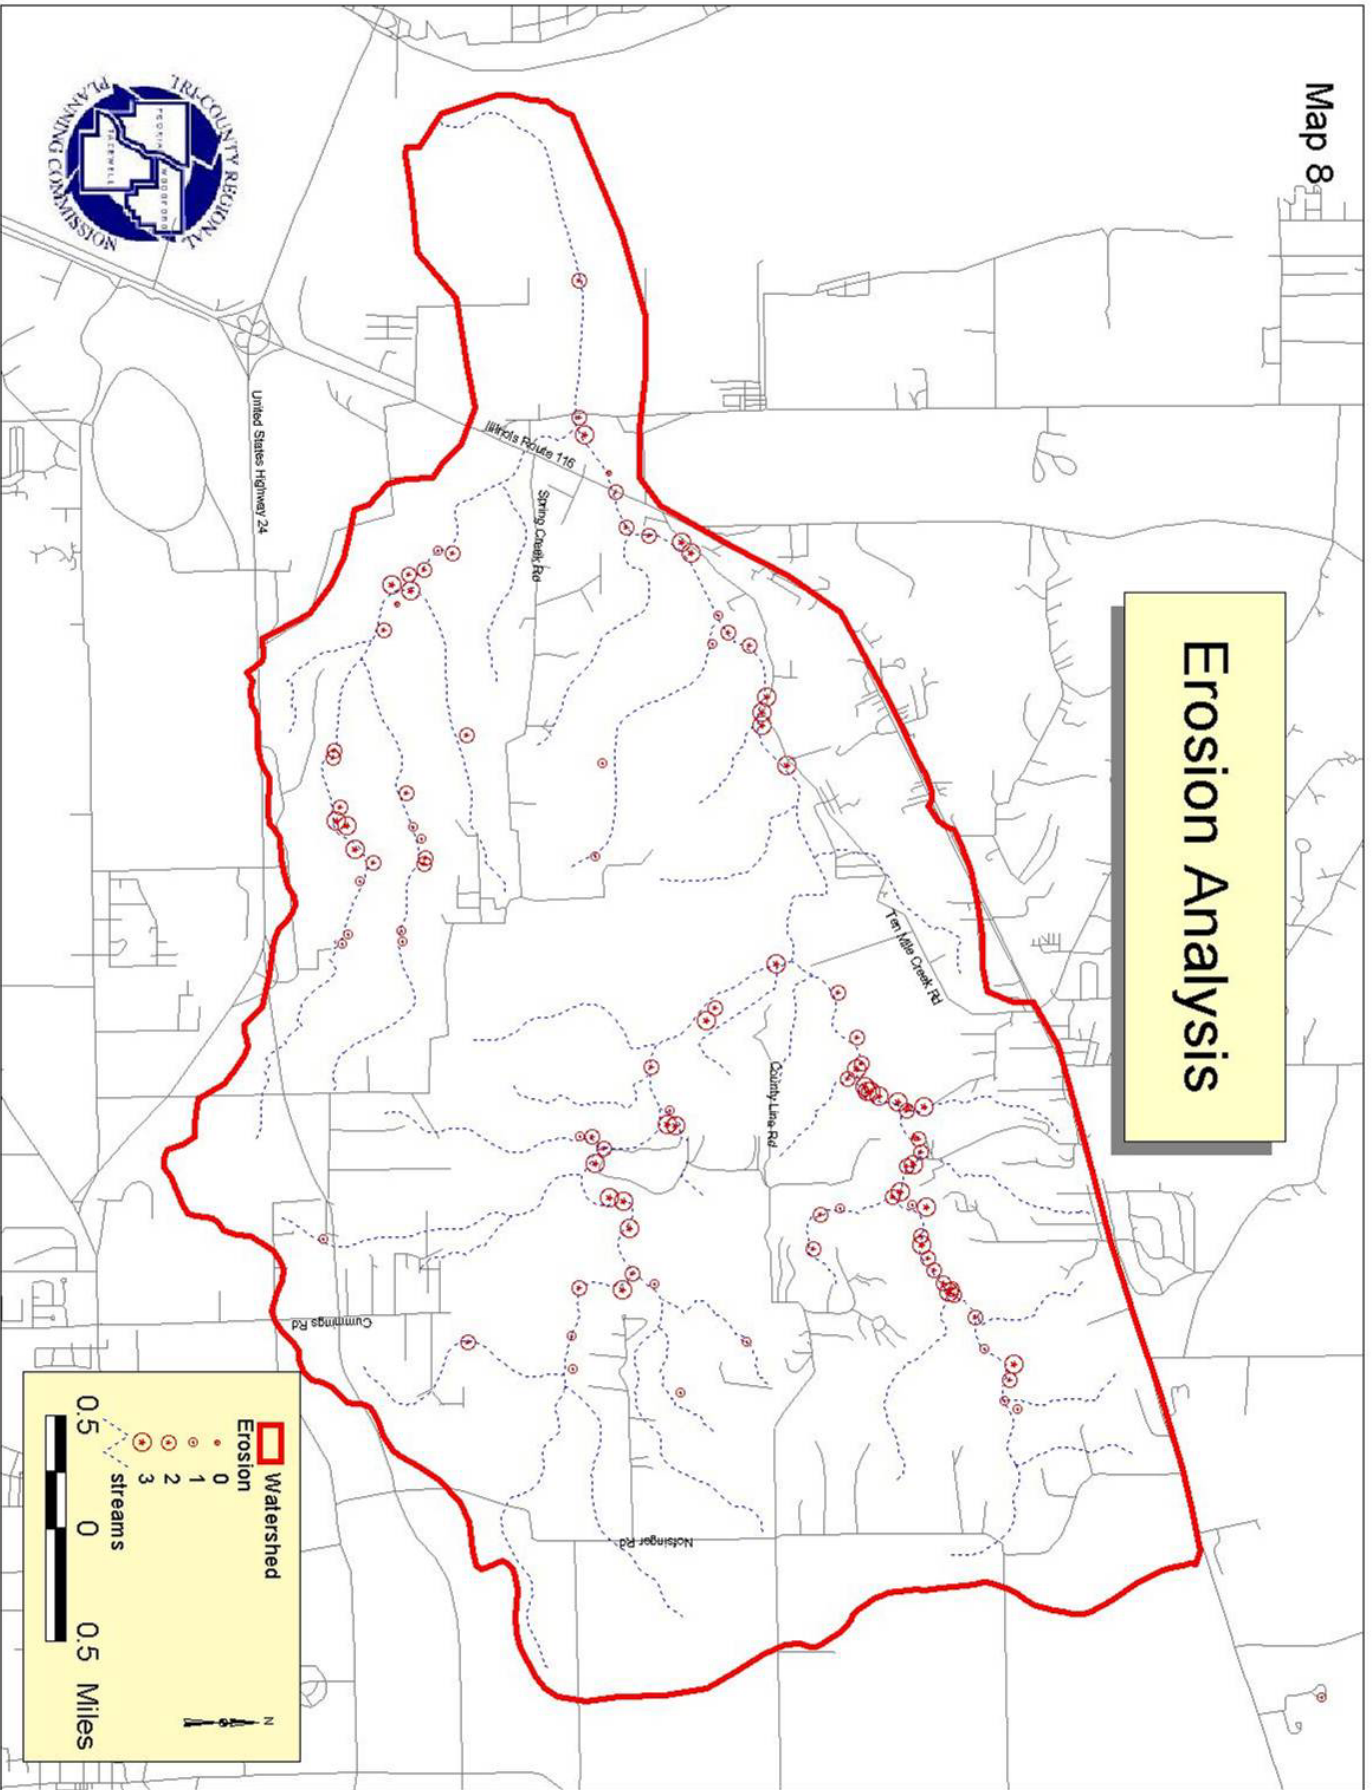 Map 8
Erosion Analysis
TRI-COUNTY REGIONAL
PLANNING COMMISSION
PEORIA
WOODFORD
TAZEWELL
United States Highway 24
Illinois Route 116
Spring Creek Rd
Ten Mile Creek Rd
County Line Rd
Cummings Rd
Nofsinger Rd
Watershed
Erosion
0
1
2
3
streams
N
0.5 0 0.5 Miles